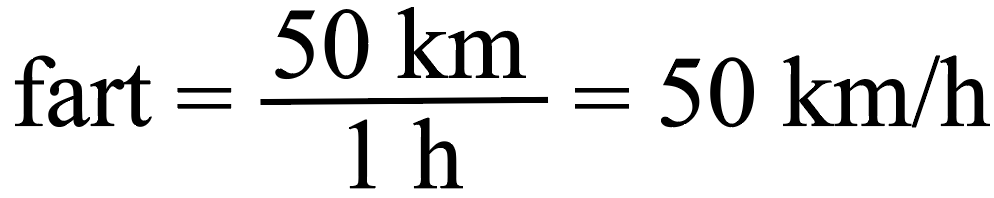 fart = 50 km / 1 h = 50 km/h